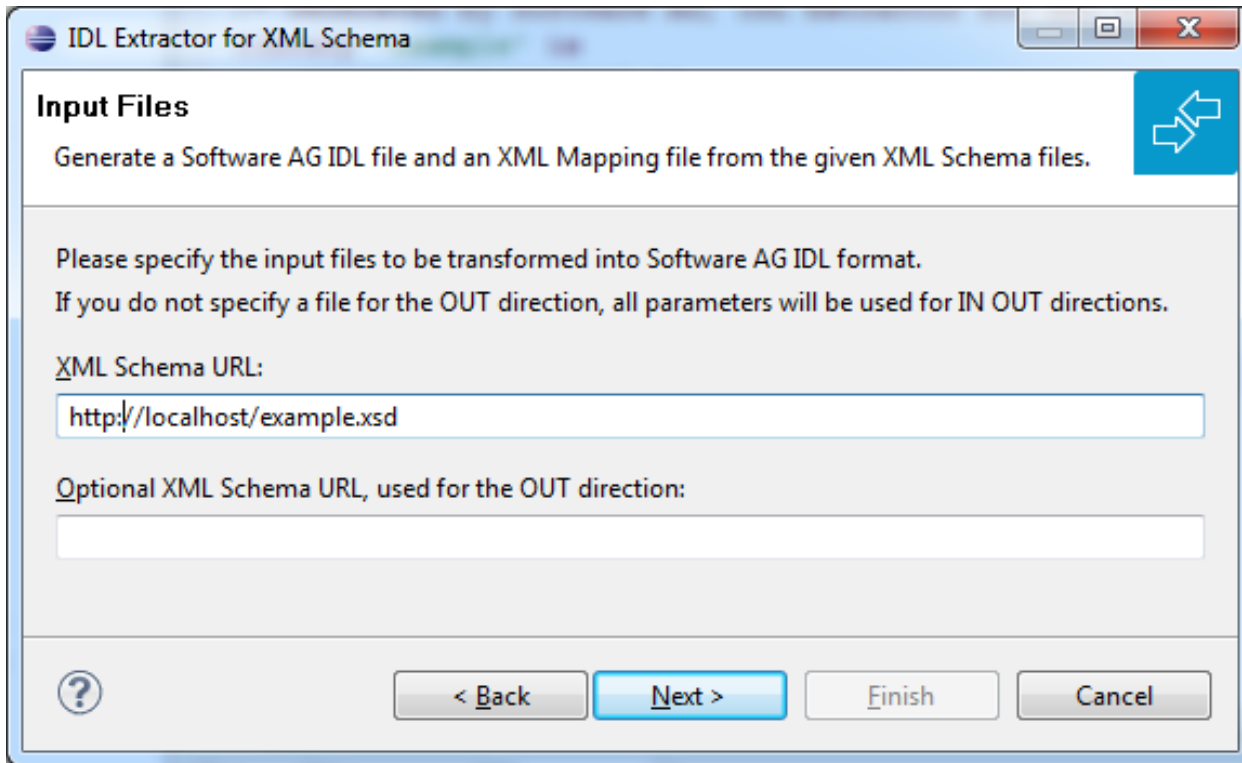 IDL Extractor for XML Schema
Input Files
Generate a Software AG IDL file and an XML Mapping file from the given XML Schema files.
Please specify the input files to be transformed into Software AG IDL format.
If you do not specify a file for the OUT direction, all parameters will be used for IN OUT directions.
XML Schema URL:
http://localhost/example.xsd
Optional XML Schema URL, used for the OUT direction:
< Back Next > Finish Cancel